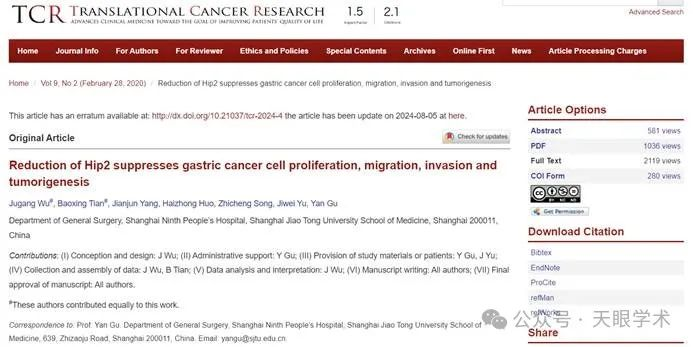 TCR TRANSLATIONAL CANCER RESEARCH
ADVANCES CLINICAL MEDICINE TOWARD THE GOAL OF IMPROVING PATIENTS' QUALITY OF LIFE
1.5
Impact Factor
2.1
CiteScore
Advanced Search
Home Journal Info For Authors For Reviewer Ethics and Policies Special Contents Archives Online First News Article Processing Charges
Home / Vol 9, No 2 (February 28, 2020) / Reduction of Hip2 suppresses gastric cancer cell proliferation, migration, invasion and tumorigenesis
This article has an erratum available at: http://dx.doi.org/10.21037/tcr-2024-4 the article has been update on 2024-08-05 at here.
Original Article
Check for updates
Reduction of Hip2 suppresses gastric cancer cell proliferation, migration, invasion and
tumorigenesis
Jugang Wu#, Baoxing Tian#, Jianjun Yang, Haizhong Huo, Zhicheng Song, Jiwei Yu, Yan Gu
Department of General Surgery, Shanghai Ninth People's Hospital, Shanghai Jiao Tong University School of Medicine, Shanghai 200011,
China
Contributions: (I) Conception and design: J Wu; (II) Administrative support: Y Gu; (III) Provision of study materials or patients: Y Gu, J Yu;
(IV) Collection and assembly of data: J Wu, B Tian; (V) Data analysis and interpretation: J Wu; (VI) Manuscript writing: All authors; (VII) Final
approval of manuscript: All authors.
#These authors contributed equally to this work.
Correspondence to: Prof. Yan Gu. Department of General Surgery, Shanghai Ninth People's Hospital, Shanghai Jiao Tong University School of
Medicine, 639, Zhizaoju Road, Shanghai 200011, China. Email: yangu@sjtu.edu.cn
Article Options
Abstract 581 views
PDF 1036 views
Full Text 2119 views
COI Form 280 views
CC BY NC ND
Get Permission
Download Citation
Bibtex
EndNote
ProCite
refMan
refWorks
Share
公众号 · 天眼学术